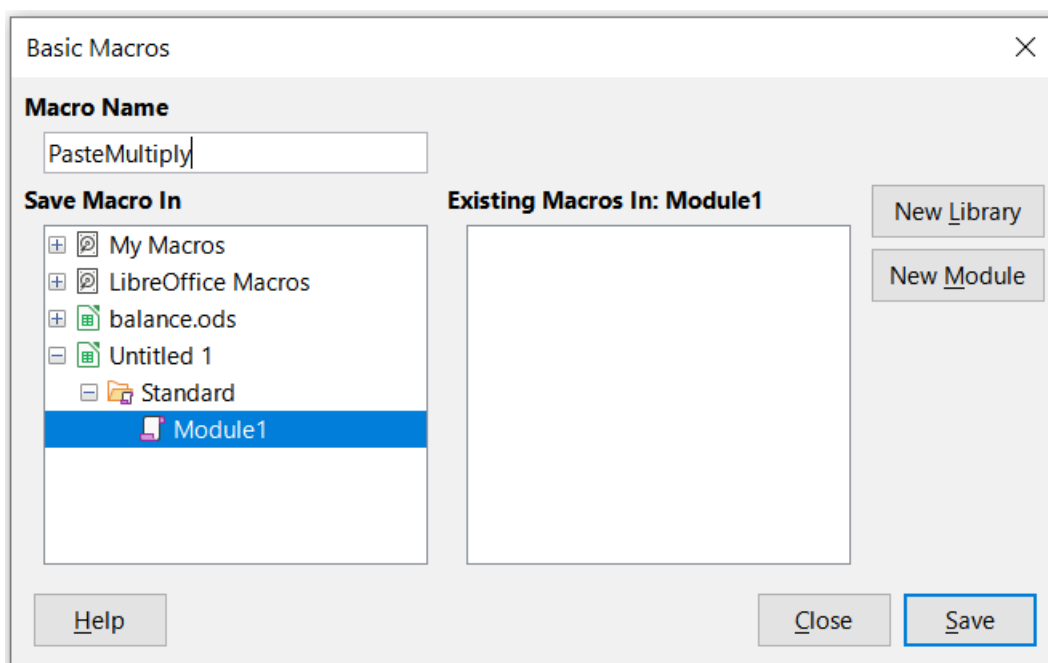 Basic Macros
Macro Name
PasteMultiply
Save Macro In
Existing Macros In: Module1
New Library
My Macros
New Module
LibreOffice Macros
balance.ods
Untitled 1
Standard
Module1
Help
Close
Save